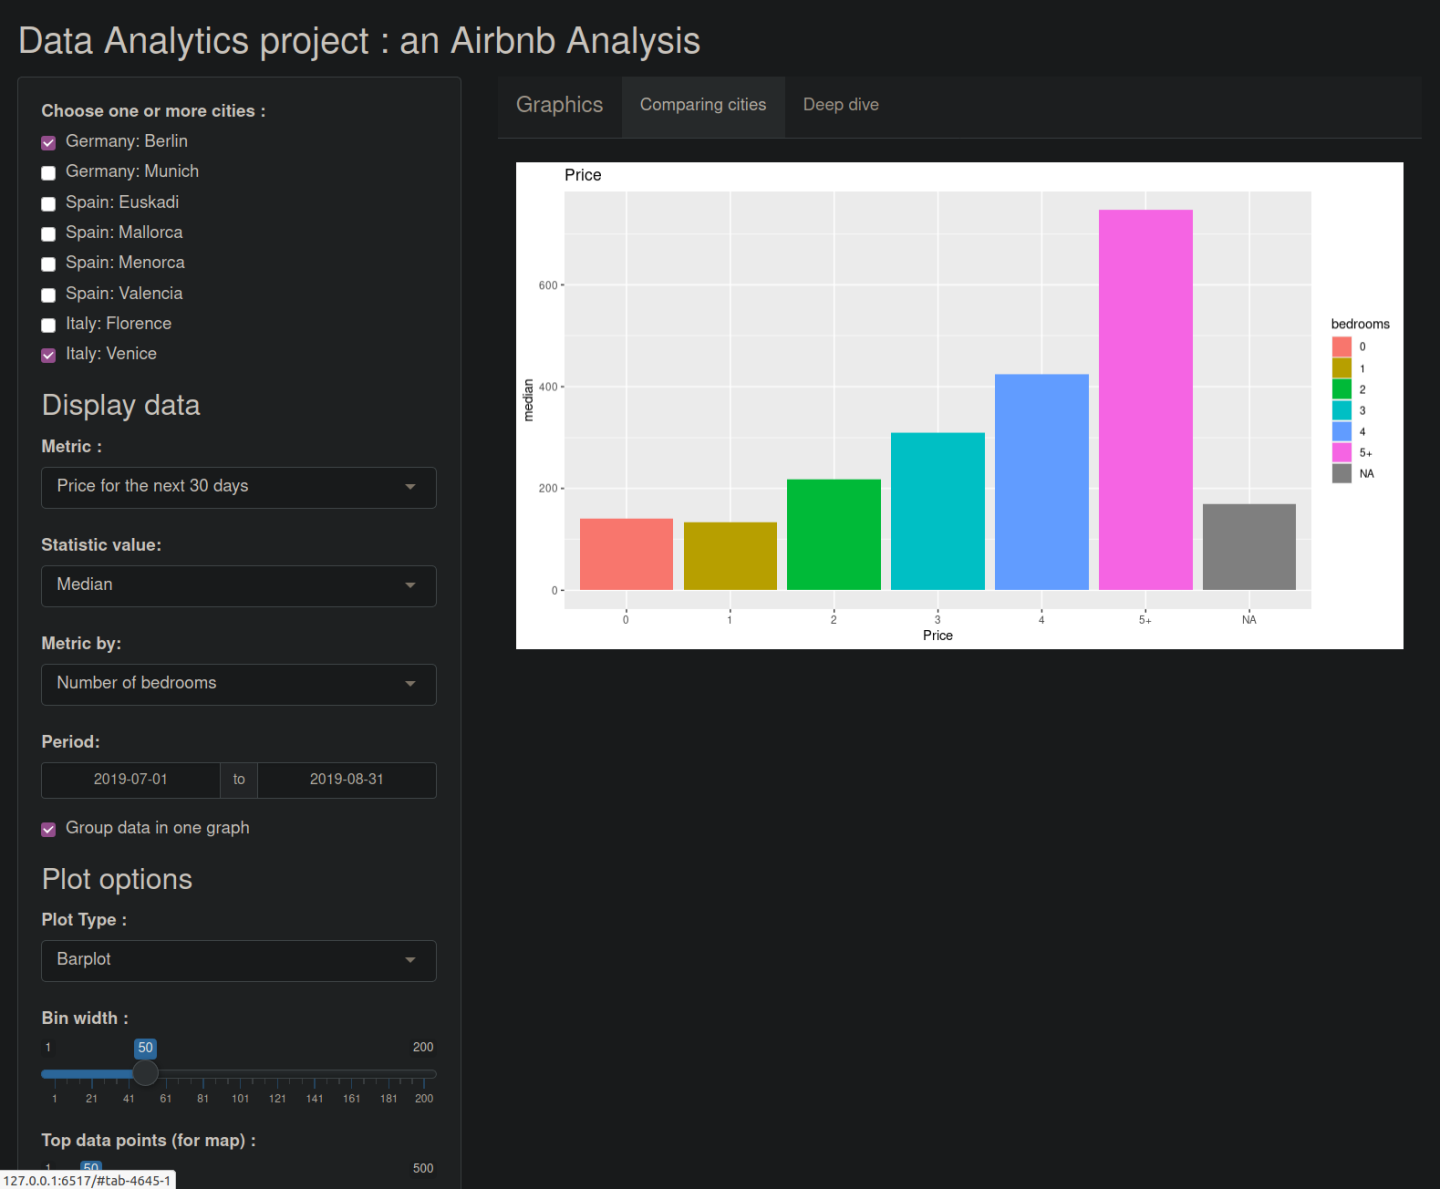 Data Analytics project : an Airbnb Analysis
Choose one or more cities :
Germany: Berlin
Germany: Munich
Spain: Euskadi
Spain: Mallorca
Spain: Menorca
Spain: Valencia
Italy: Florence
Italy: Venice
Display data
Metric :
Price for the next 30 days
Statistic value:
Median
Metric by:
Number of bedrooms
Period:
2019-07-01 to 2019-08-31
Group data in one graph
Plot options
Plot Type :
Barplot
Bin width :
1 50 200
1 21 41 61 81 101 121 141 161 181 200
Top data points (for map) :
1 50 500
127.0.0.1:6517/#tab-4645-1
Graphics Comparing cities Deep dive
Price
median
600
400
200
0
0 1 2 3 4 5+ NA
Price
bedrooms
0
1
2
3
4
5+
NA